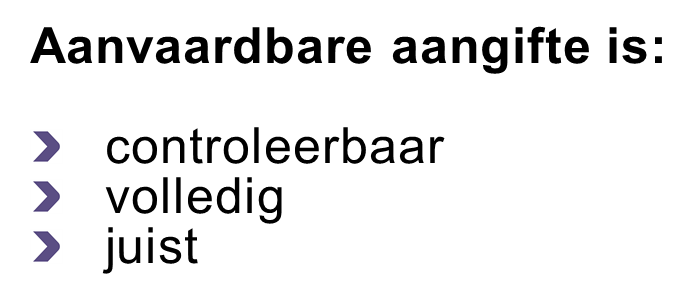 Aanvaardbare aangifte is:
controleerbaar
volledig
juist